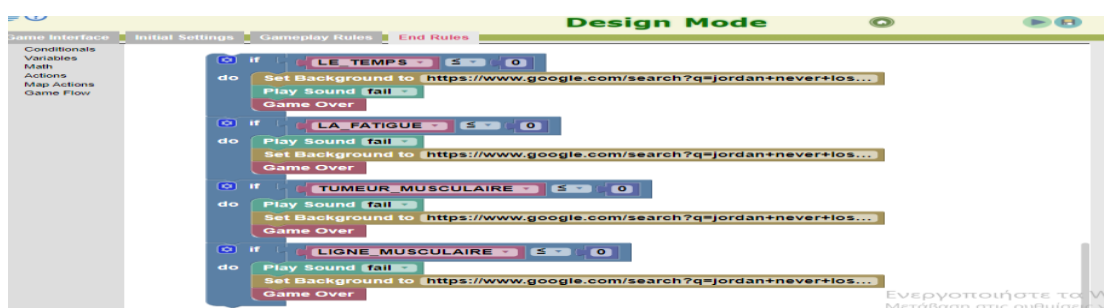 Design Mode
Game Interface Initial Settings Gameplay Rules End Rules
Conditionals
Variables
Math
Actions
Map Actions
Game Flow
if LE_TEMPS ≤ 0
do Set Background to https://www.google.com/search?q=jordan+never+los...
Play Sound fail
Game Over
if LA_FATIGUE ≤ 0
do Play Sound fail
Set Background to https://www.google.com/search?q=jordan+never+los...
Game Over
if TUMEUR_MUSCULAIRE ≤ 0
do Play Sound fail
Set Background to https://www.google.com/search?q=jordan+never+los...
Game Over
if LIGNE_MUSCULAIRE ≤ 0
do Play Sound fail
Set Background to https://www.google.com/search?q=jordan+never+los...
Game Over
Ενεργοποιήστε τα W
Μετάβαση στις ρυθμίσεις